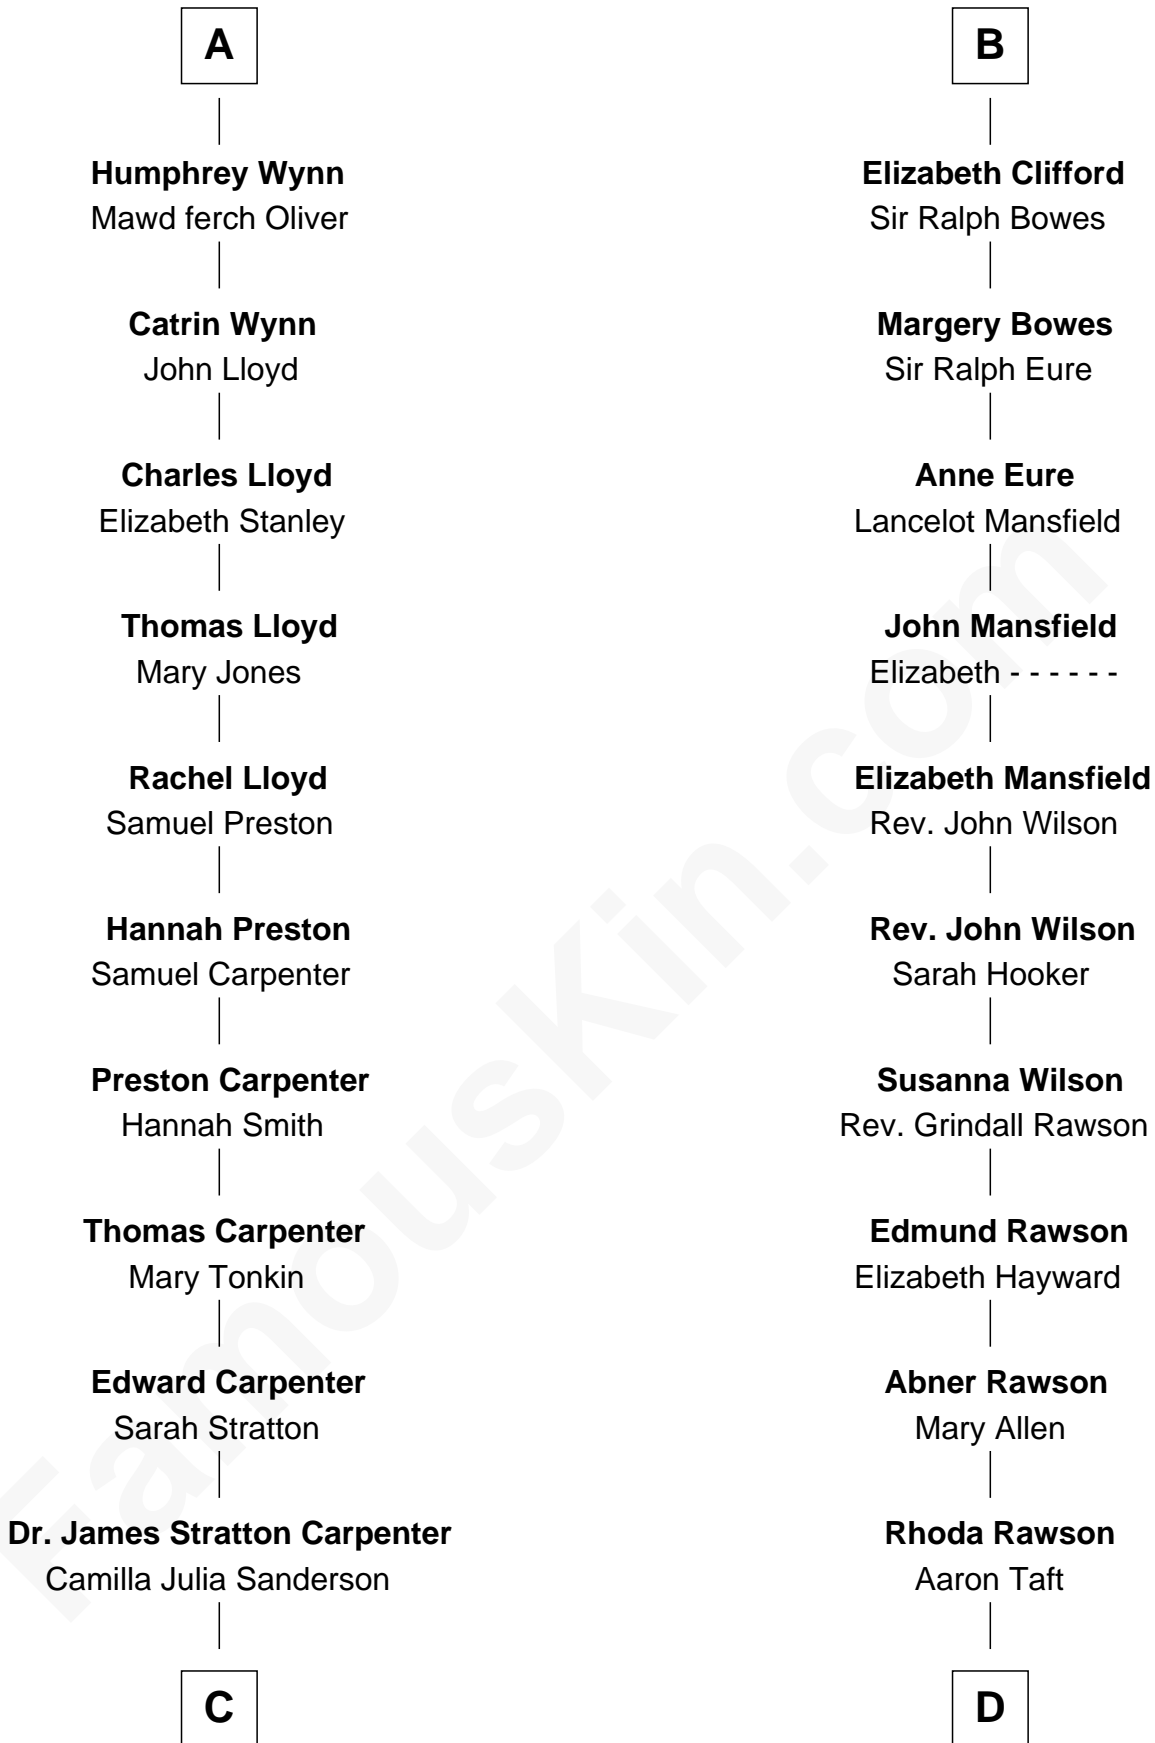 A
Humphrey Wynn
Mawd ferch Oliver
Catrin Wynn
John Lloyd
Charles Lloyd
Elizabeth Stanley
Thomas Lloyd
Mary Jones
Rachel Lloyd
Samuel Preston
Hannah Preston
Samuel Carpenter
Preston Carpenter
Hannah Smith
Thomas Carpenter
Mary Tonkin
Edward Carpenter
Sarah Stratton
Dr. James Stratton Carpenter
Camilla Julia Sanderson
C
B
Elizabeth Clifford
Sir Ralph Bowes
Margery Bowes
Sir Ralph Eure
Anne Eure
Lancelot Mansfield
John Mansfield
Elizabeth - - - - - -
Elizabeth Mansfield
Rev. John Wilson
Rev. John Wilson
Sarah Hooker
Susanna Wilson
Rev. Grindall Rawson
Edmund Rawson
Elizabeth Hayward
Abner Rawson
Mary Allen
Rhoda Rawson
Aaron Taft
D
FamousKin.com